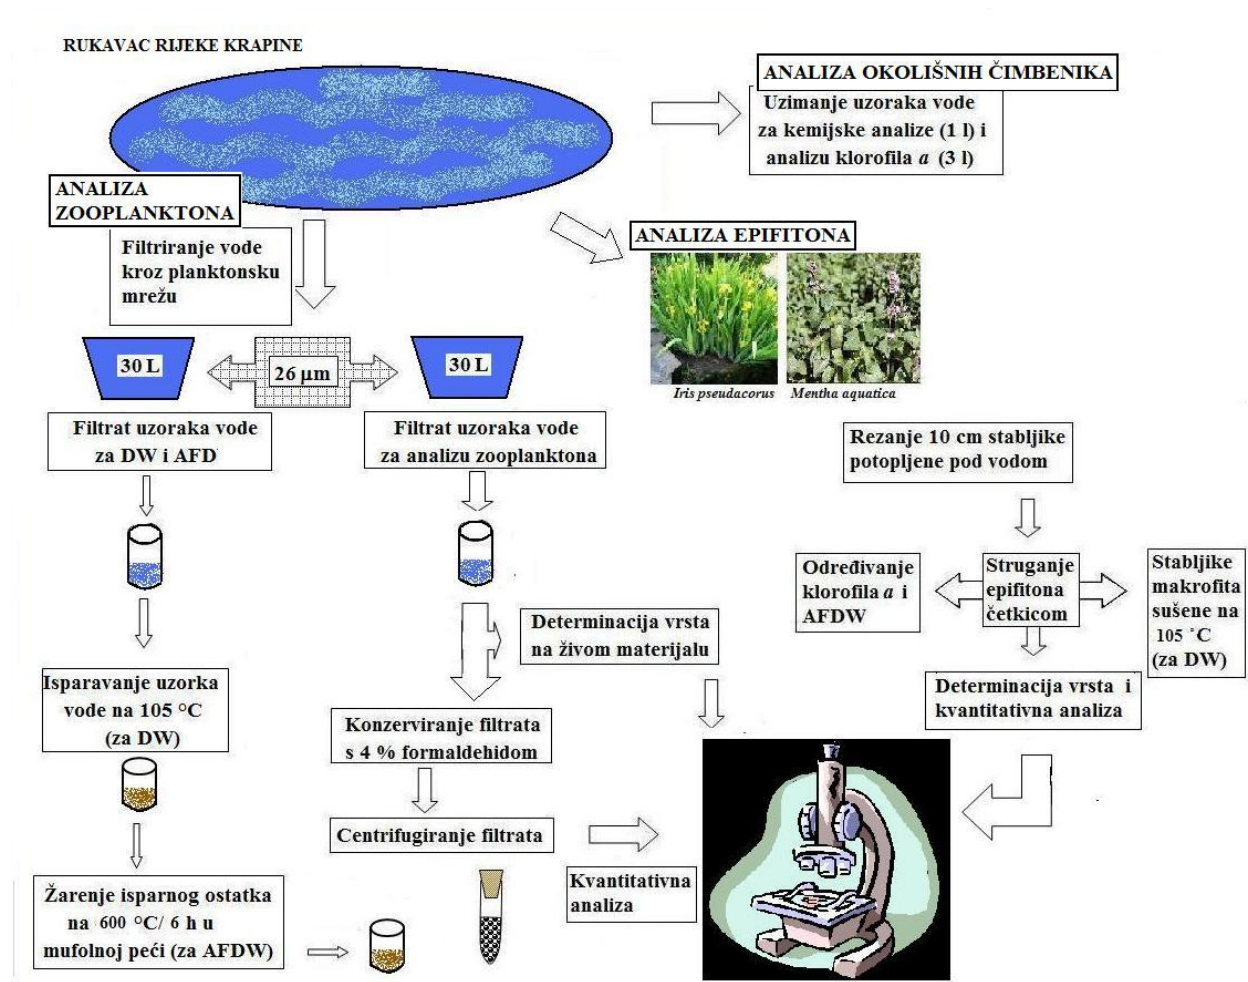 RUKAVAC RIJEKE KRAPINE
ANALIZA OKOLIŠNIH ČIMBENIKA
Uzimanje uzoraka vode
za kemijske analize (1 l) i
analizu klorofila a (3 l)
ANALIZA
ZOOPLANKTONA
Filtriranje vode
kroz planktonsku
mrežu
ANALIZA EPIFITONA
Iris pseudacorus
Mentha aquatica
30 L
26 µm
30 L
Filtrat uzoraka vode
za DW i AFD
Filtrat uzoraka vode
za analizu zooplanktona
Rezanje 10 cm stabljike
potopljene pod vodom
Određivanje
klorofila a i
AFDW
Struganje
epifitona
četkicom
Stabljike
makrofita
sušene na
105 °C
(za DW)
Determinacija vrsta
na živom materijalu
Determinacija vrsta i
kvantitativna analiza
Isparavanje uzorka
vode na 105 °C
(za DW)
Konzerviranje filtrata
s 4 % formaldehidom
Centrifugiranje filtrata
Kvantitativna
analiza
Žarenje isparnog ostatka
na 600 °C/ 6 h u
mufolnoj peći (za AFDW)